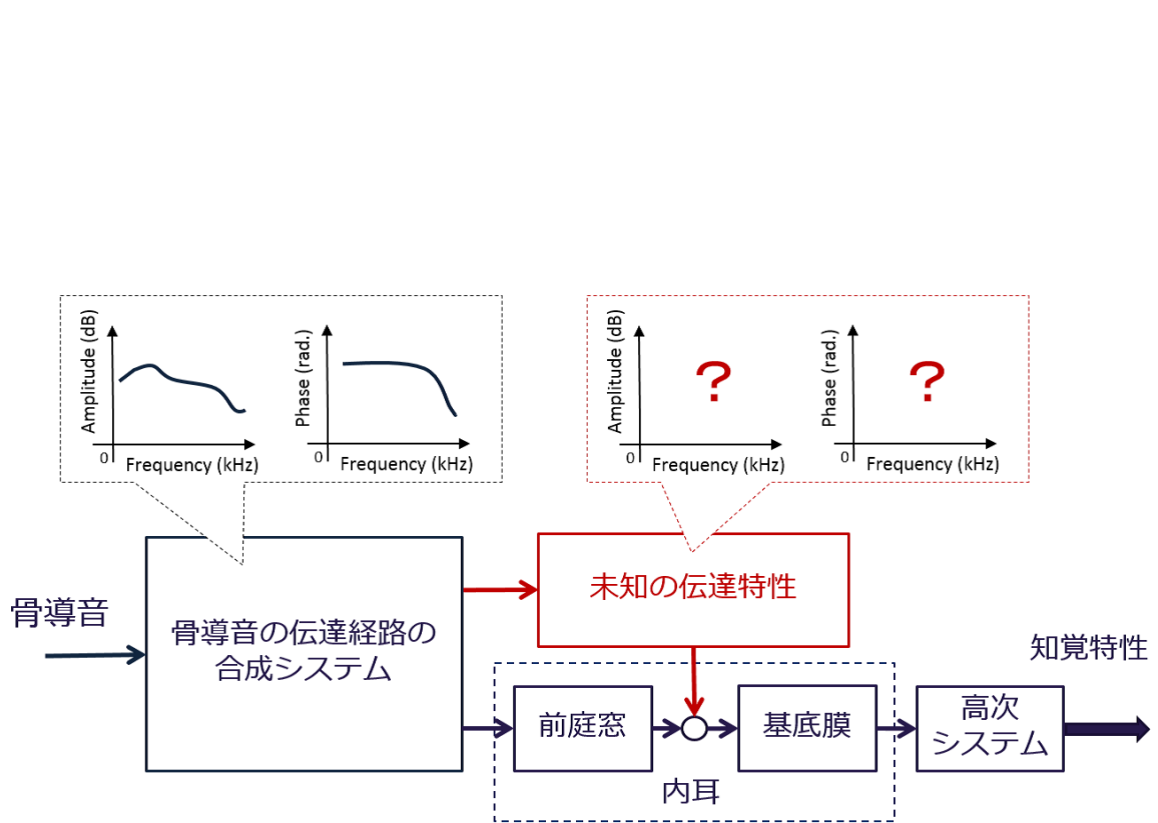 Amplitude (dB)
0
Frequency (kHz)
Phase (rad.)
0
Frequency (kHz)
Amplitude (dB)
?
0
Frequency (kHz)
Phase (rad.)
?
0
Frequency (kHz)
骨導音
骨導音の伝達経路の
合成システム
未知の伝達特性
前庭窓
基底膜
内耳
高次
システム
知覚特性